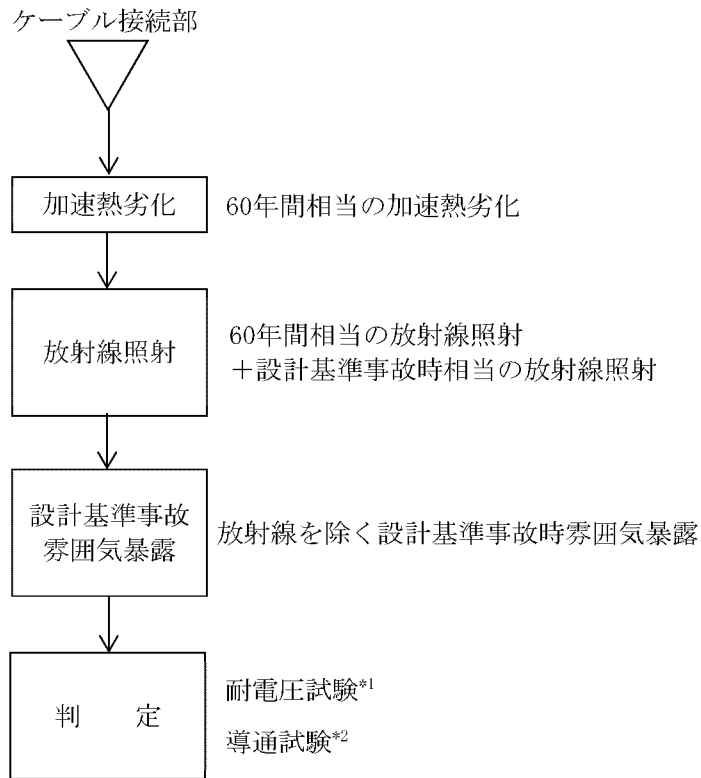 ケーブル接続部
加速熱劣化
60年間相当の加速熱劣化
放射線照射
60年間相当の放射線照射
＋設計基準事故時相当の放射線照射
設計基準事故
雰囲気暴露
放射線を除く設計基準事故時雰囲気暴露
判　定
耐電圧試験*1
導通試験*2